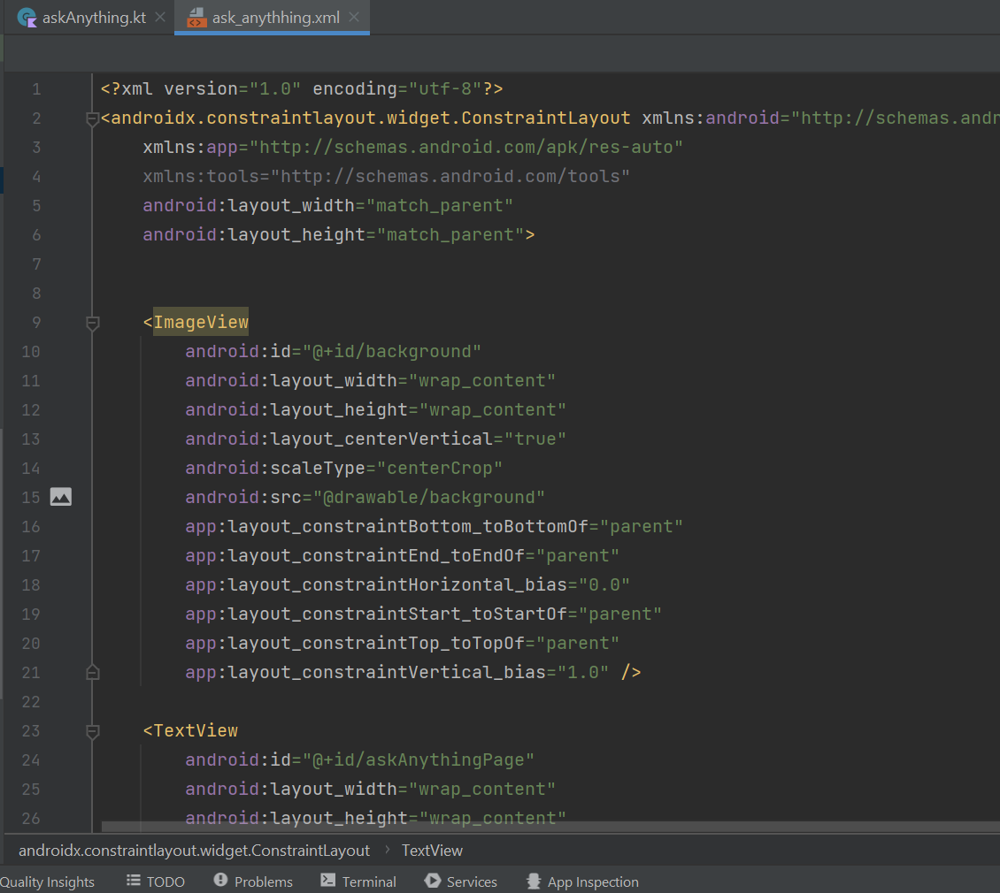 askAnything.kt ask_anythhing.xml
1 <?xml version="1.0" encoding="utf-8"?>
2 <androidx.constraintlayout.widget.ConstraintLayout xmlns:android="http://schemas.andr
3 xmlns:app="http://schemas.android.com/apk/res-auto"
4 xmlns:tools="http://schemas.android.com/tools"
5 android:layout_width="match_parent"
6 android:layout_height="match_parent">
7
8
9 <ImageView
10 android:id="@+id/background"
11 android:layout_width="wrap_content"
12 android:layout_height="wrap_content"
13 android:layout_centerVertical="true"
14 android:scaleType="centerCrop"
15 android:src="@drawable/background"
16 app:layout_constraintBottom_toBottomOf="parent"
17 app:layout_constraintEnd_toEndOf="parent"
18 app:layout_constraintHorizontal_bias="0.0"
19 app:layout_constraintStart_toStartOf="parent"
20 app:layout_constraintTop_toTopOf="parent"
21 app:layout_constraintVertical_bias="1.0" />
22
23 <TextView
24 android:id="@+id/askAnythingPage"
25 android:layout_width="wrap_content"
26 android:layout_height="wrap_content"
androidx.constraintlayout.widget.ConstraintLayout › TextView
Quality Insights TODO Problems Terminal Services App Inspection